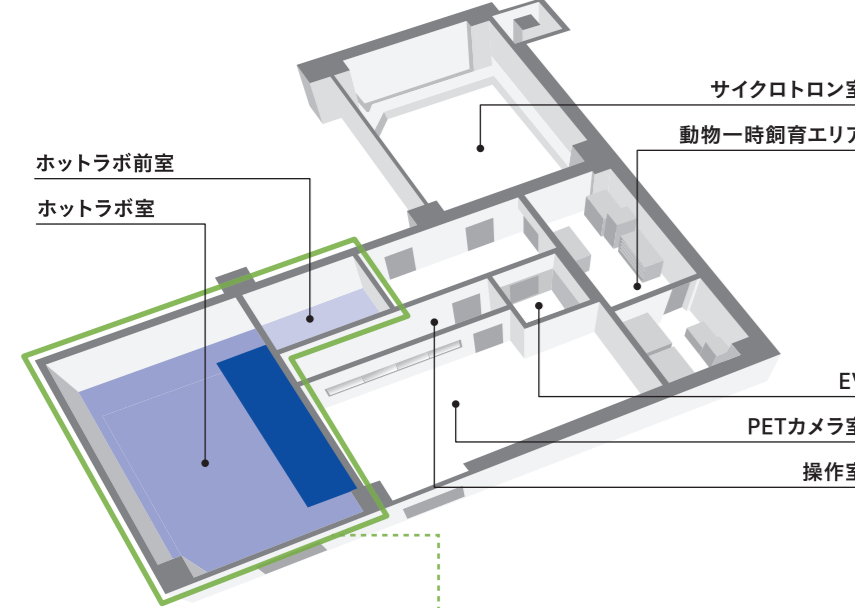 サイクロトロン室
動物一時飼育エリア
ホットラボ前室
ホットラボ室
EV
PETカメラ室
操作室